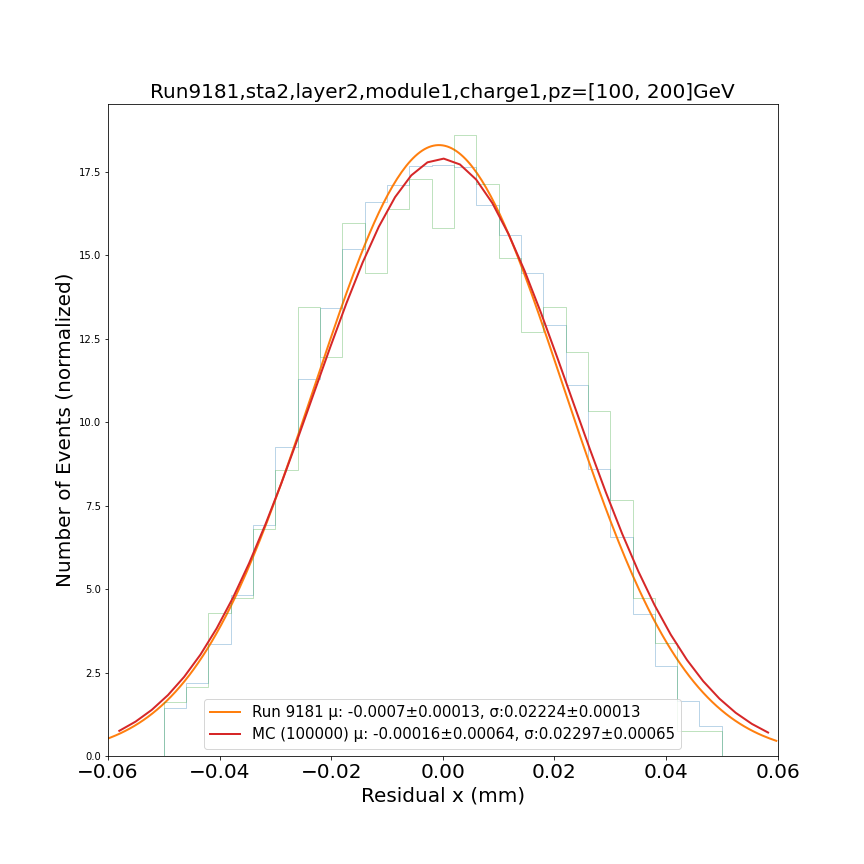 Run9181,sta2,layer2,module1,charge1,pz=[100, 200]GeV
Number of Events (normalized)
17.5
15.0
12.5
10.0
7.5
5.0
2.5
0.0
Run 9181 μ: -0.0007±0.00013, σ:0.02224±0.00013
MC (100000) μ: -0.00016±0.00064, σ:0.02297±0.00065
−0.06 −0.04 −0.02 0.00 0.02 0.04 0.06
Residual x (mm)